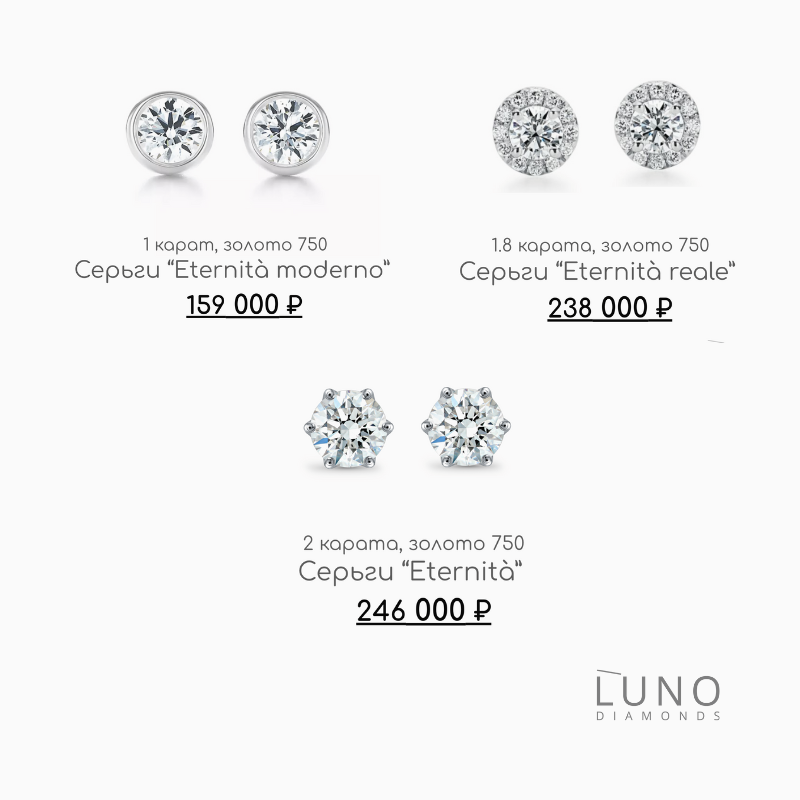 1 карат, золото 750
Серьги “Eternità moderno”
159 000 ₽
1.8 карата, золото 750
Серьги “Eternità reale”
238 000 ₽
2 карата, золото 750
Серьги “Eternità”
246 000 ₽
LUNO
DIAMONDS